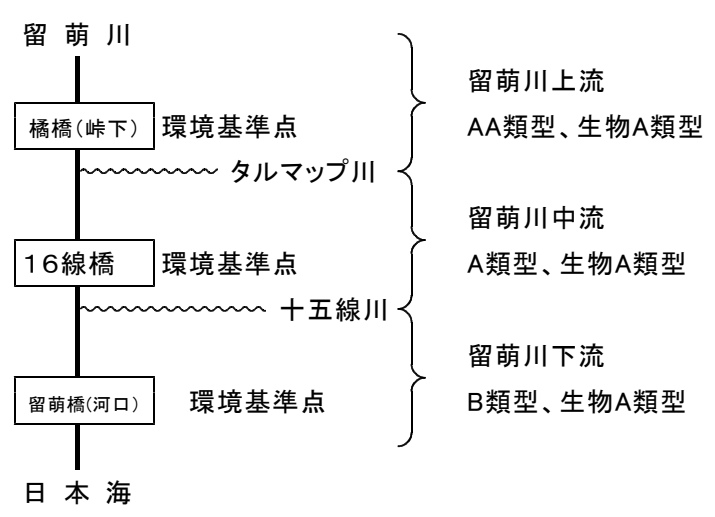 留萌川
留萌川上流
橘橋(峠下) 環境基準点
AA類型、生物A類型
タルマップ川
留萌川中流
16線橋 環境基準点
A類型、生物A類型
十五線川
留萌川下流
留萌橋(河口) 環境基準点
B類型、生物A類型
日本海